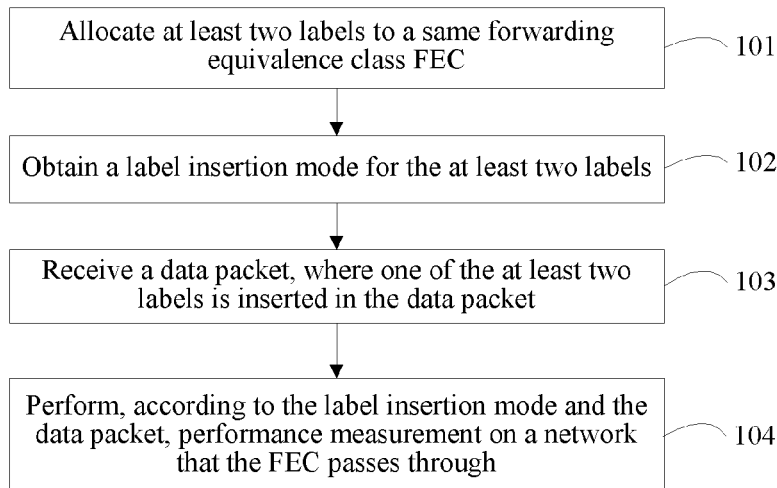 Allocate at least two labels to a same forwarding
equivalence class FEC
101
Obtain a label insertion mode for the at least two labels
102
Receive a data packet, where one of the at least two
labels is inserted in the data packet
103
Perform, according to the label insertion mode and the
data packet, performance measurement on a network
that the FEC passes through
104